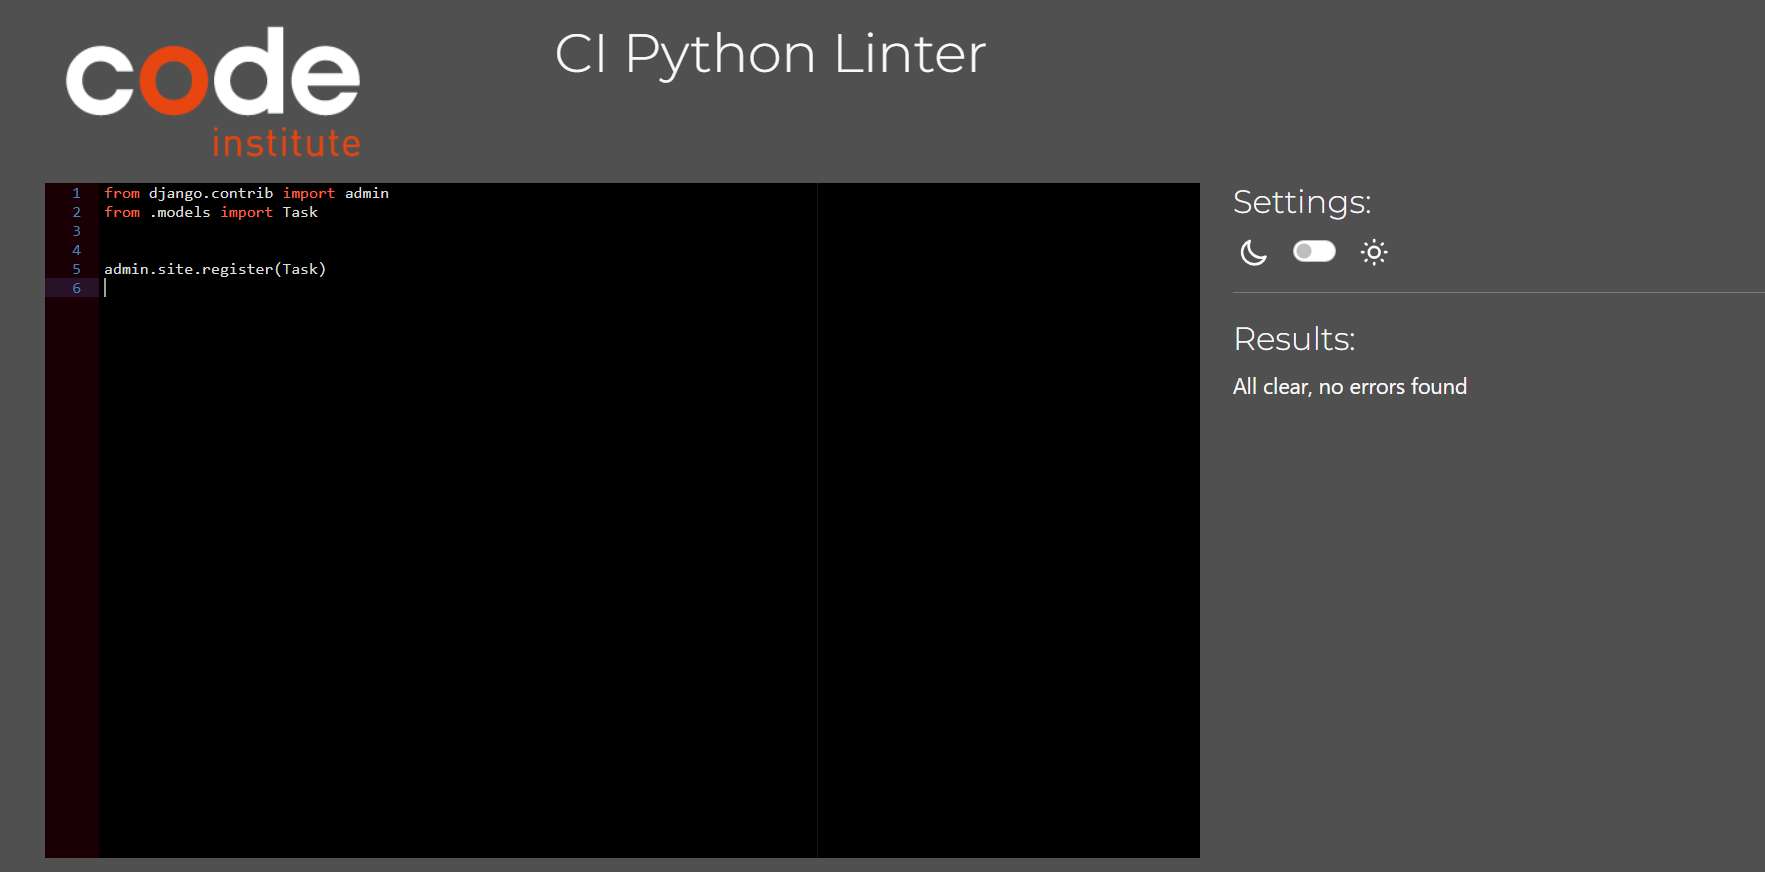 code
institute
CI Python Linter
1 from django.contrib import admin
2 from .models import Task
3
4
5 admin.site.register(Task)
6
Settings:
Results:
All clear, no errors found